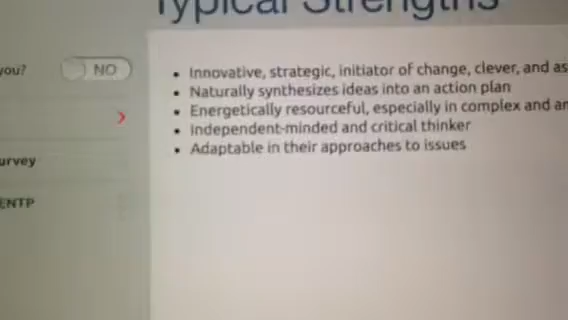 Typical Strengths
you?
NO
• Innovative, strategic, initiator of change, clever, and as
• Naturally synthesizes ideas into an action plan
• Energetically resourceful, especially in complex and am
• Independent-minded and critical thinker
• Adaptable in their approaches to issues
urvey
ENTP